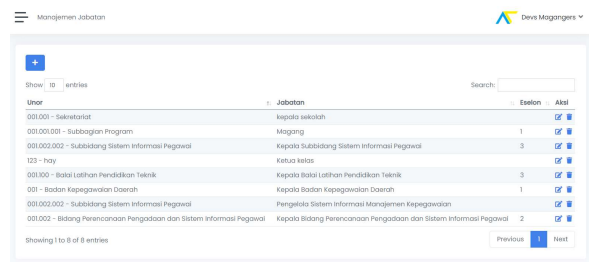 Manajemen Jabatan
Devs Magangers
+
Show 10 entries
Search:
Unor Jabatan Eselon Aksi
001.001 - Sekretariat kepala sekolah
001.001.001 - Subbagian Program Magang 1
001.002.002 - Subbidang Sistem Informasi Pegawai Kepala Subbidang Sistem Informasi Pegawai 3
123 - hay Ketua kelas
001.100 - Balai Latihan Pendidikan Teknik Kepala Balai Latihan Pendidikan Teknik 3
001 - Badan Kepegawaian Daerah Kepala Badan Kepegawaian Daerah 1
001.002.002 - Subbidang Sistem Informasi Pegawai Pengelola Sistem Informasi Manajemen Kepegawaian
001.002 - Bidang Perencanaan Pengadaan dan Sistem Informasi Pegawai Kepala Bidang Perencanaan Pengadaan dan Sistem Informasi Pegawai 2
Showing 1 to 8 of 8 entries
Previous 1 Next